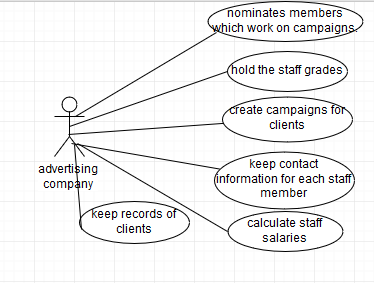 nominates members
which work on campaigns.
hold the staff grades
create campaigns for
clients
advertising
company
keep contact
information for each staff
member
keep records of
clients
calculate staff
salaries